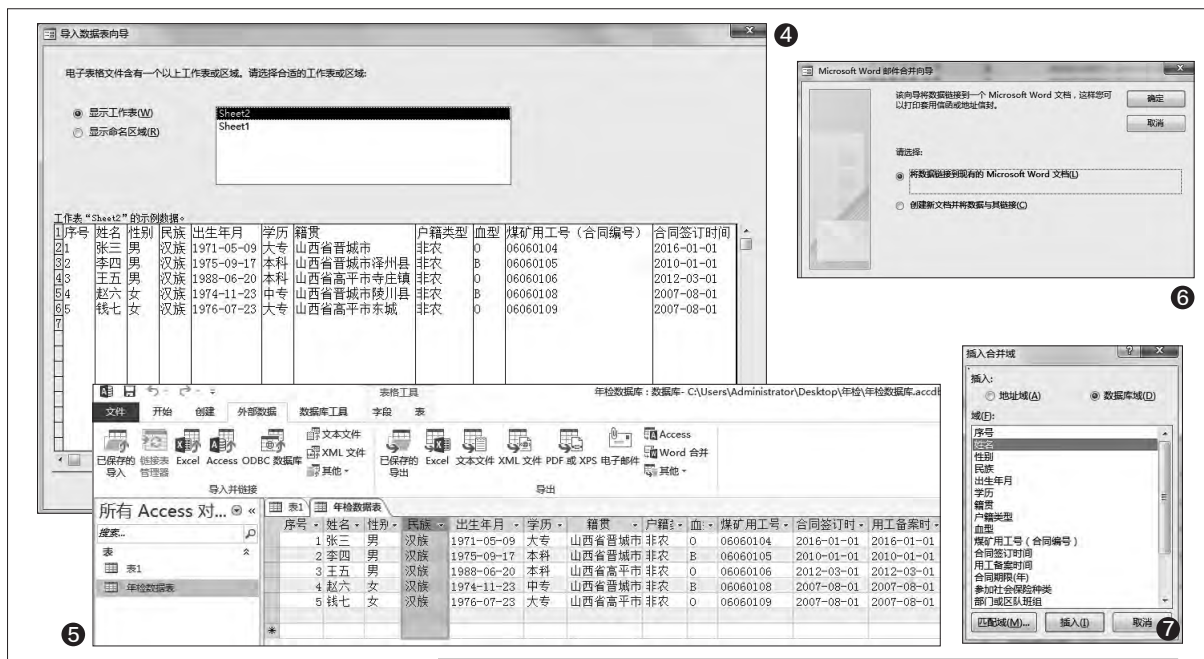 导入数据表向导
电子表格文件含有一个以上工作表或区域。请选择合适的工作表或区域:
显示工作表(W)
显示命名区域(R)
Sheet2
Sheet1
工作表“Sheet2”的示例数据。
1 序号 姓名 性别 民族 出生年月 学历 籍贯 户籍类型 血型 煤矿用工号（合同编号） 合同签订时间
2 1 张三 男 汉族 1971-05-09 大专 山西省晋城市 非农 O 06060104 2016-01-01
3 2 李四 男 汉族 1975-09-17 本科 山西省晋城市泽州县 非农 B 06060105 2010-01-01
4 3 王五 男 汉族 1988-06-20 本科 山西省高平市寺庄镇 非农 O 06060106 2012-03-01
5 4 赵六 女 汉族 1974-11-23 中专 山西省晋城市陵川县 非农 B 06060108 2007-08-01
6 5 钱七 女 汉族 1976-07-23 大专 山西省高平市东城 非农 O 06060109 2007-08-01
7
④
Microsoft Word 邮件合并向导
该向导将数据链接到一个 Microsoft Word 文档，这样您可
以打印套用信函或地址信封。
确定
取消
请选择:
将数据链接到现有的 Microsoft Word 文档(L)
创建新文档并将数据与其链接(C)
⑥
表格工具
年检数据库 : 数据库- C:\Users\Administrator\Desktop\年检\年检数据库.accdb
文件 开始 创建 外部数据 数据库工具 字段 表
已保存的
导入
链接表
管理器
Excel Access ODBC 数据库
文本文件
XML 文件
其他
导入并链接
已保存的
导出
Excel 文本文件 XML 文件 PDF 或 XPS 电子邮件
Access
Word 合并
其他
导出
所有 Access 对...
搜索...
表
表1
年检数据表
表1 年检数据表
序号 姓名 性别 民族 出生年月 学历 籍贯 户籍 血 煤矿用工号 合同签订时 用工备案时
1 张三 男 汉族 1971-05-09 大专 山西省晋城市 非农 O 06060104 2016-01-01 2016-01-01
2 李四 男 汉族 1975-09-17 本科 山西省晋城市 非农 B 06060105 2010-01-01 2010-01-01
3 王五 男 汉族 1988-06-20 本科 山西省高平市 非农 O 06060106 2012-03-01 2012-03-01
4 赵六 女 汉族 1974-11-23 中专 山西省晋城市 非农 B 06060108 2007-08-01 2007-08-01
5 钱七 女 汉族 1976-07-23 大专 山西省高平市 非农 O 06060109 2007-08-01 2007-08-01
⑤
插入合并域
插入:
地址域(A) 数据库域(D)
域(F):
序号
姓名
性别
民族
出生年月
学历
籍贯
户籍类型
血型
煤矿用工号（合同编号）
合同签订时间
用工备案时间
合同期限(年)
参加社会保险种类
部门或区队班组
匹配域(M)... 插入(I) 取消
⑦